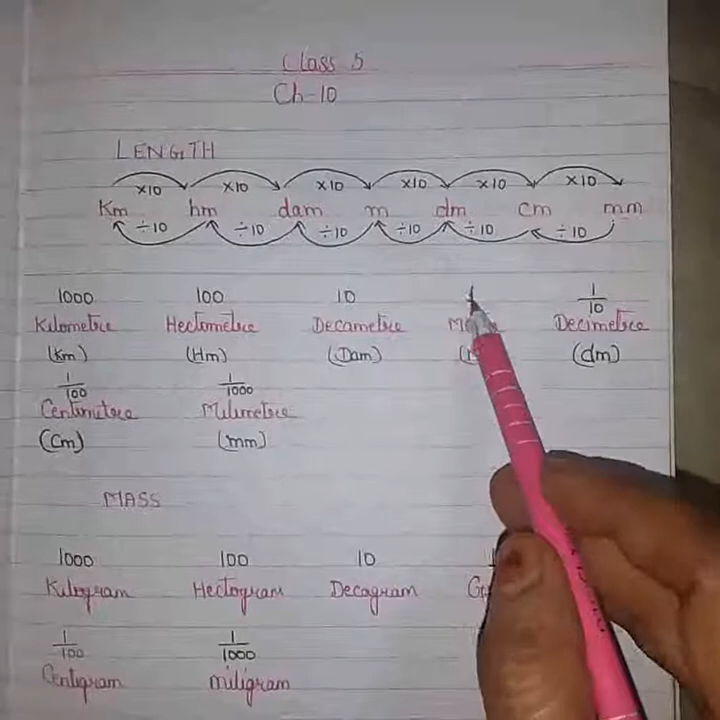 Class 5
Ch-10
LENGTH
×10 ×10 ×10 ×10 ×10 ×10
Km hm dam m dm cm mm
÷10 ÷10 ÷10 ÷10 ÷10 ÷10
1000 100 10 1 1/10
Kilometre Hectometre Decametre Decimetre
(Km) (Hm) (Dam) (dm)
1/100 1/1000
Centimetre Milimetre
(Cm) (mm)
MASS
1000 100 10
Kilogram Hectogram Decagram
1/100 1/1000
Centigram miligram